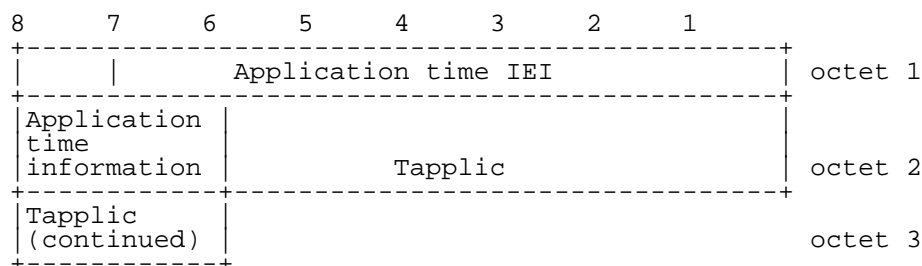 8 7 6 5 4 3 2 1
Application time IEI octet 1
Application
time
information Tapplic octet 2
Tapplic
(continued) octet 3